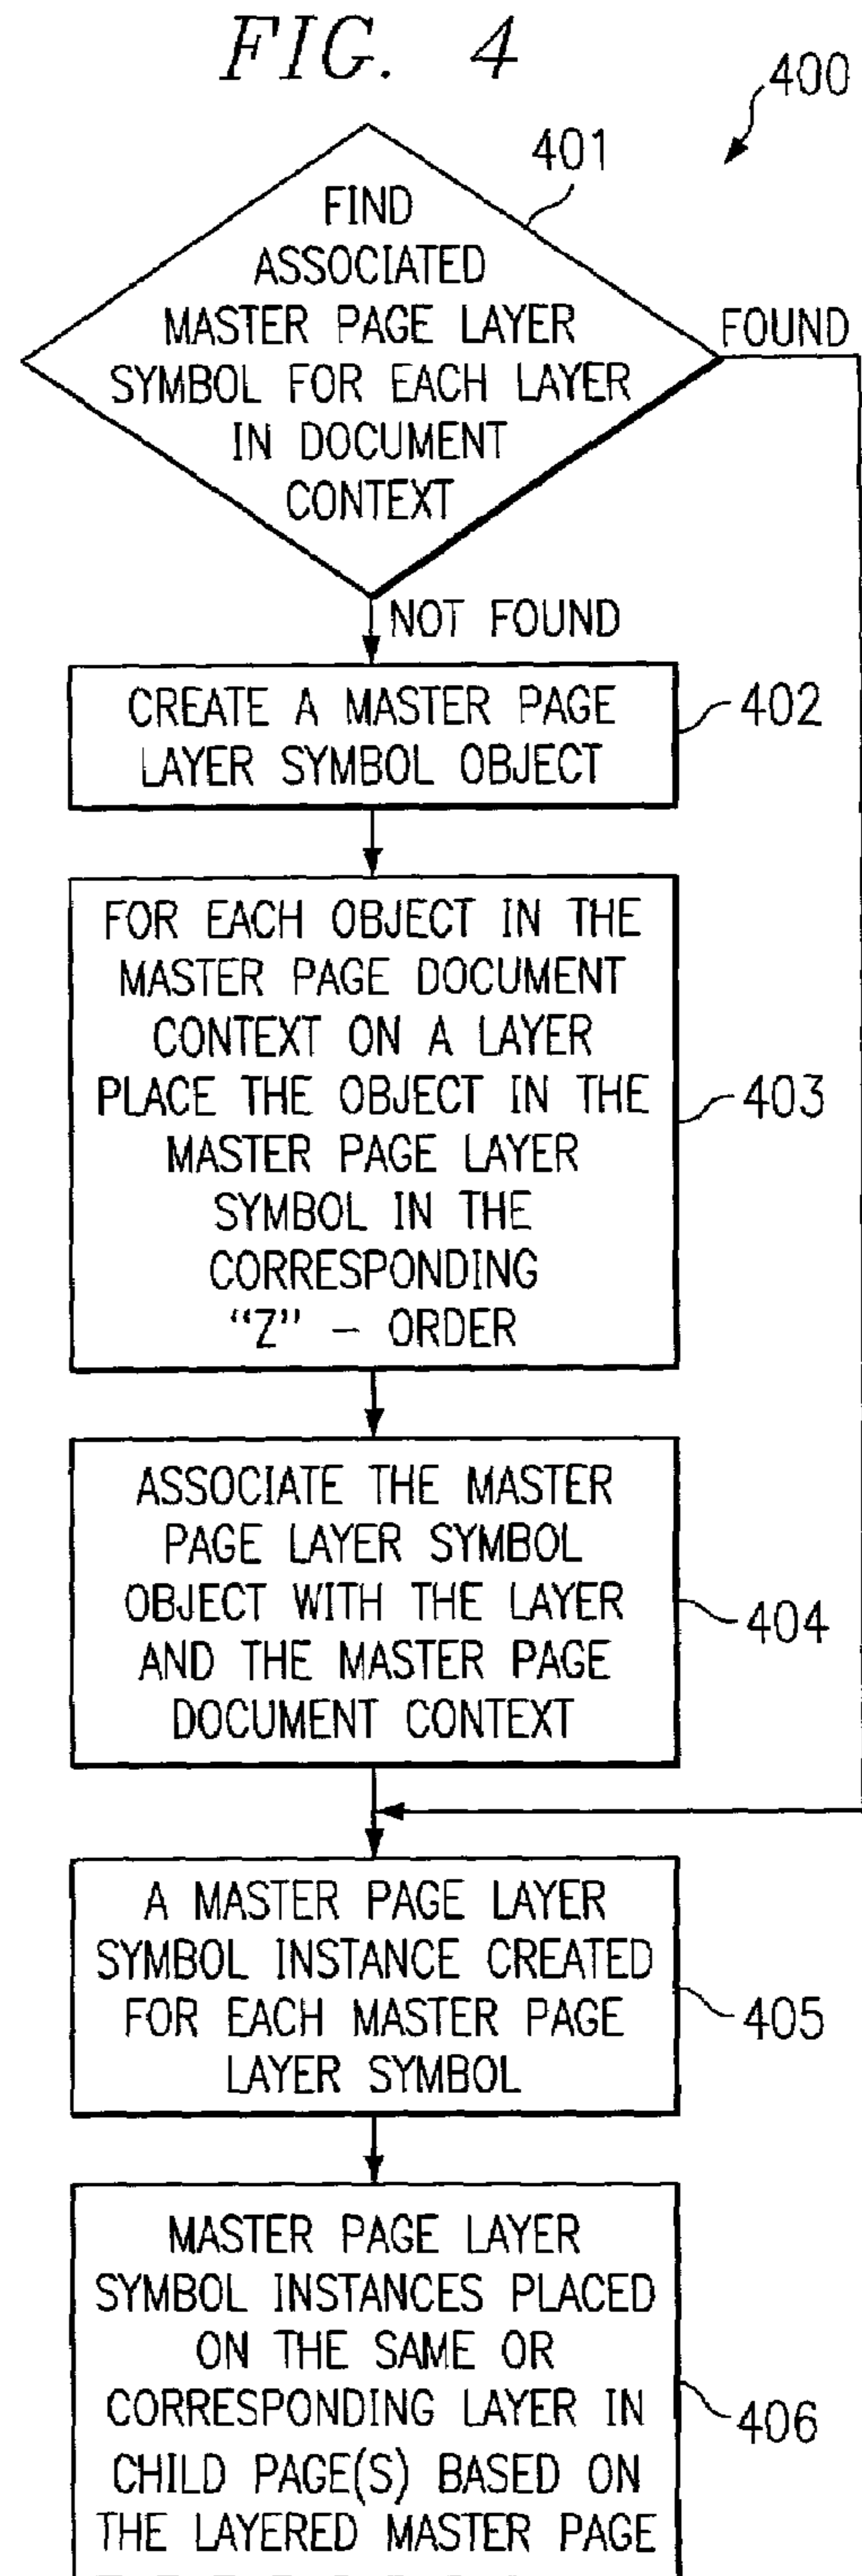 FIG. 4
400
401
FIND
ASSOCIATED
MASTER PAGE LAYER
SYMBOL FOR EACH LAYER
IN DOCUMENT
CONTEXT
FOUND
NOT FOUND
CREATE A MASTER PAGE
LAYER SYMBOL OBJECT
402
FOR EACH OBJECT IN THE
MASTER PAGE DOCUMENT
CONTEXT ON A LAYER
PLACE THE OBJECT IN THE
MASTER PAGE LAYER
SYMBOL IN THE
CORRESPONDING
“Z” – ORDER
403
ASSOCIATE THE MASTER
PAGE LAYER SYMBOL
OBJECT WITH THE LAYER
AND THE MASTER PAGE
DOCUMENT CONTEXT
404
A MASTER PAGE LAYER
SYMBOL INSTANCE CREATED
FOR EACH MASTER PAGE
LAYER SYMBOL
405
MASTER PAGE LAYER
SYMBOL INSTANCES PLACED
ON THE SAME OR
CORRESPONDING LAYER IN
CHILD PAGE(S) BASED ON
THE LAYERED MASTER PAGE
406